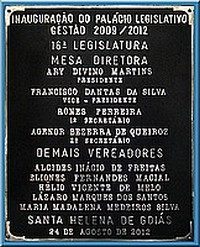 INAUGURAÇÃO DO PALÁCIO LEGISLATIVO
GESTÃO 2009/2012
16ª LEGISLATURA
MESA DIRETORA
ARY DIVINO MARTINS
PRESIDENTE
FRANCISCO DANTAS DA SILVA
VICE - PRESIDENTE
RONES FERREIRA
1º SECRETÁRIO
AGENOR BEZERRA DE QUEIROZ
2º SECRETÁRIO
DEMAIS VEREADORES
ALCIDES INÁCIO DE FREITAS
ELIONES FERNANDES MACIAL
HÉLIO VICENTE DE MELO
LÁZARO MARQUES DOS SANTOS
MARIA MADALENA MEDEIROS SILVA
SANTA HELENA DE GOIÁS
24 DE AGOSTO DE 2012